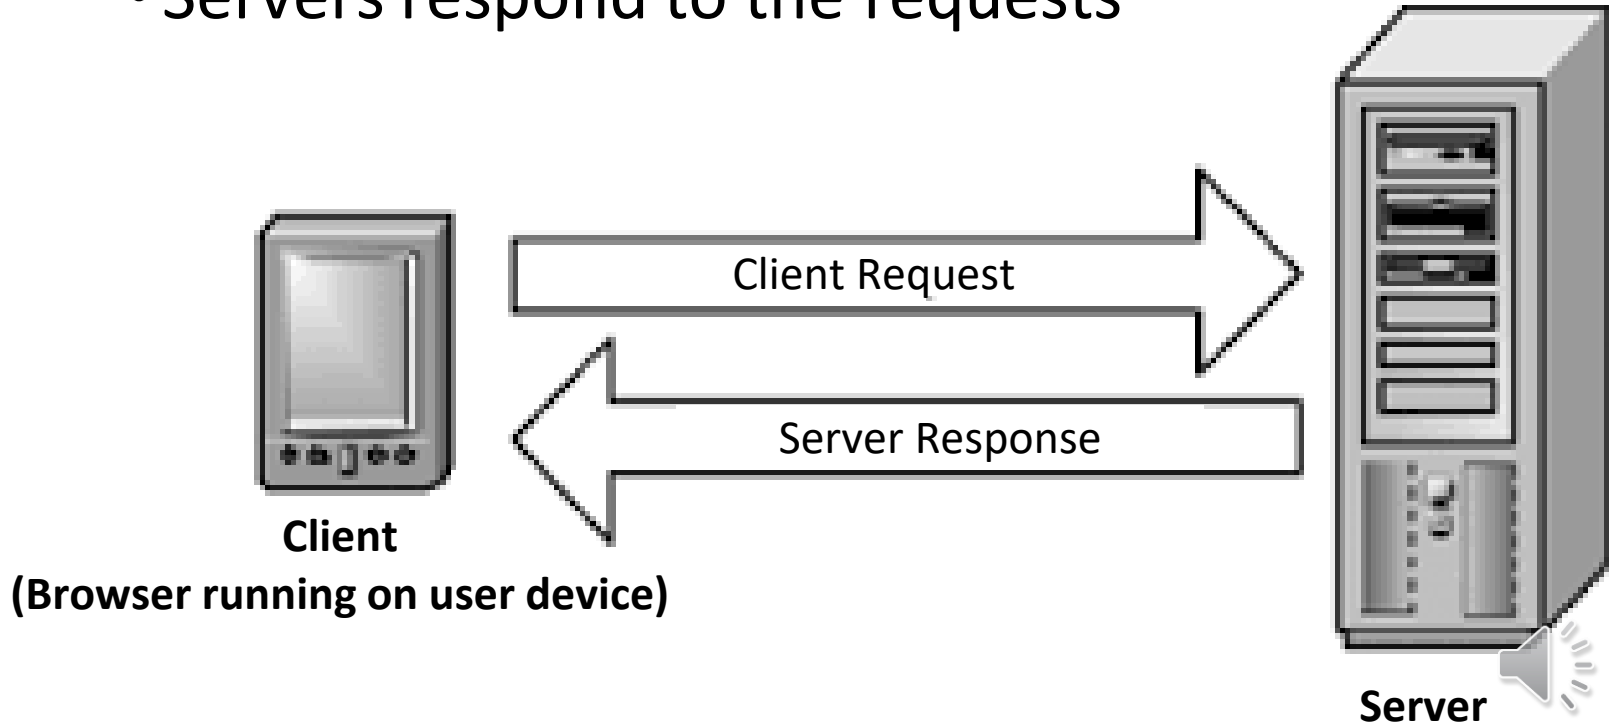 • Servers respond to the requests
Client Request
Server Response
Client
(Browser running on user device)
Server